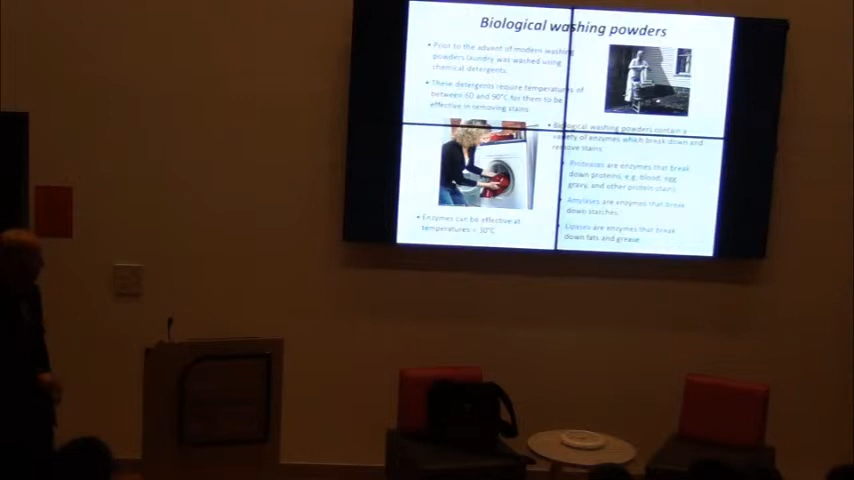 Biological washing powders
• Prior to the advent of modern washing
powders laundry was washed using
chemical detergents.
• These detergents require temperatures of
between 60 and 90°C for them to be
effective in removing stains.
• Enzymes can be effective at
temperatures < 30°C
• Biological washing powders contain a
variety of enzymes which break down and
remove stains.
• Proteases are enzymes that break
down proteins, e.g. blood, egg,
gravy, and other protein stains.
• Amylases are enzymes that break
down starches.
• Lipases are enzymes that break
down fats and grease.